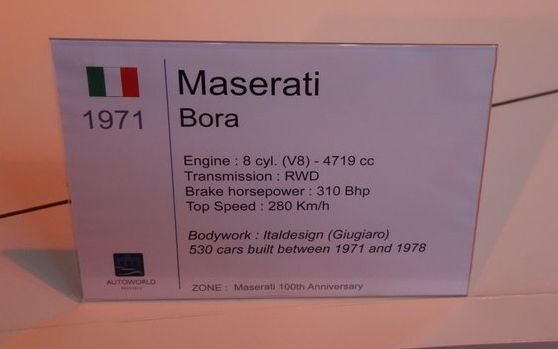 Maserati
1971
Bora
Engine : 8 cyl. (V8) - 4719 cc
Transmission : RWD
Brake horsepower : 310 Bhp
Top Speed : 280 Km/h
Bodywork : Italdesign (Giugiaro)
530 cars built between 1971 and 1978
AUTOWORLD
BRUSSELS
ZONE : Maserati 100th Anniversary